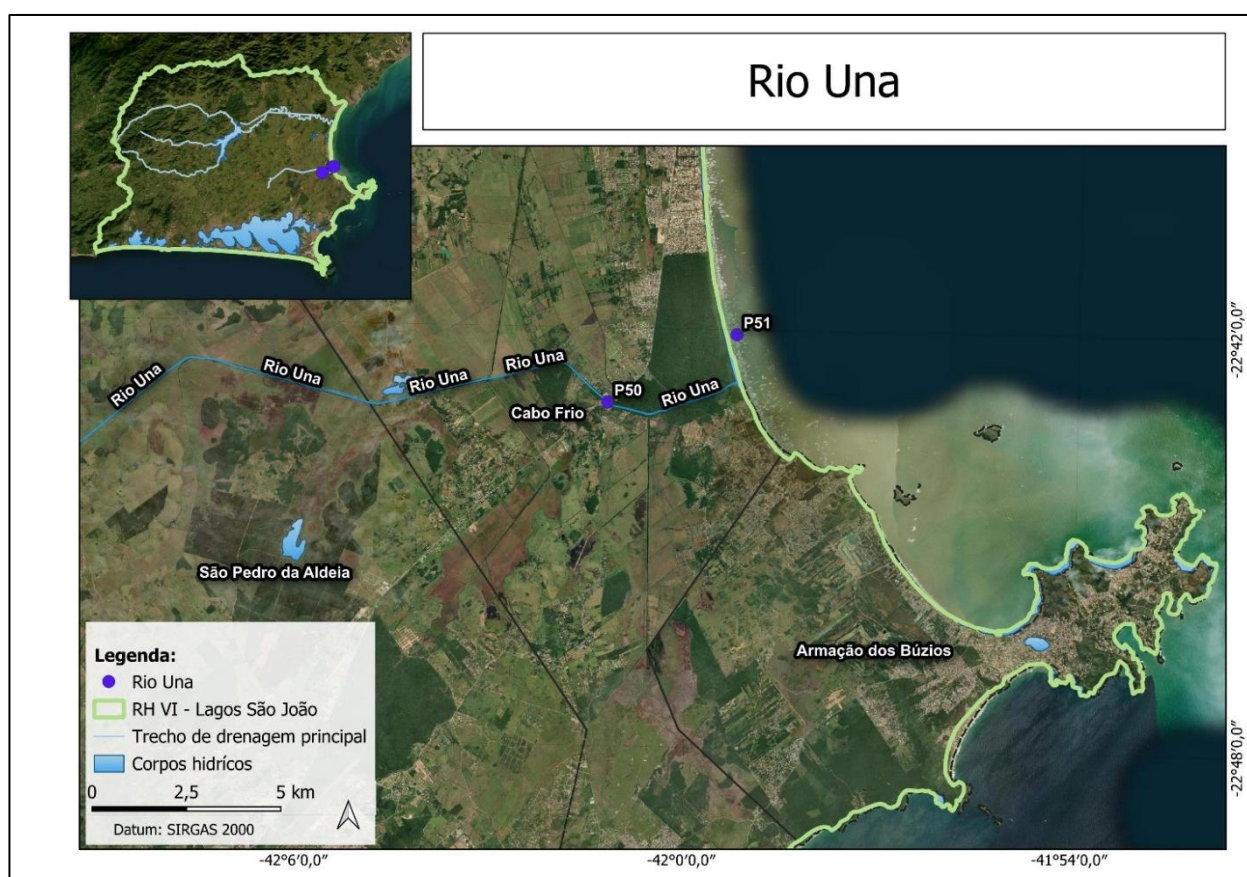 Rio Una
P51
-22°42'0,0"
Rio Una
Rio Una
Rio Una
Rio Una
P50
Rio Una
Cabo Frio
São Pedro da Aldeia
Armação dos Búzios
Legenda:
Rio Una
RH VI - Lagos São João
Trecho de drenagem principal
Corpos hidrícos
0 2,5 5 km
Datum: SIRGAS 2000
-22°48'0,0"
-42°6'0,0" -42°0'0,0" -41°54'0,0"